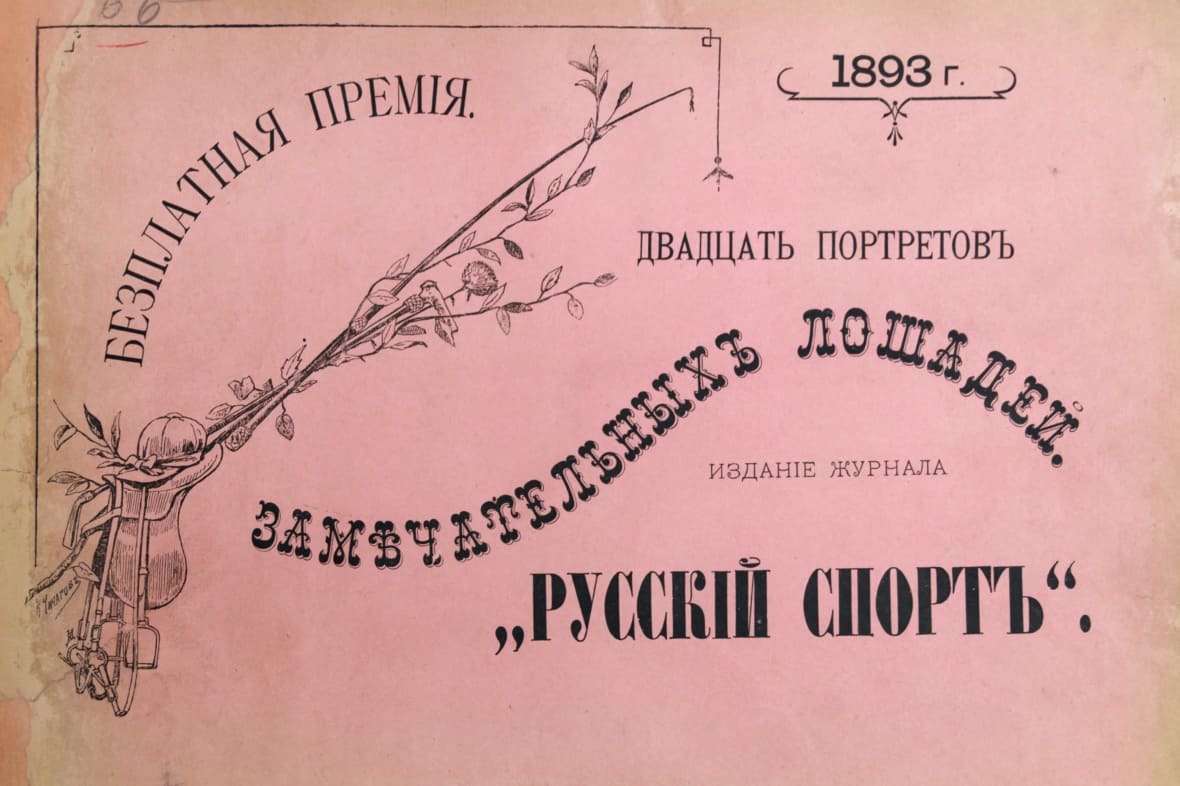 БЕЗПЛАТНАЯ ПРЕМІЯ.
1893 г.
ДВАДЦАТЬ ПОРТРЕТОВЪ
ЗАМѢЧАТЕЛЬНЫХЪ ЛОШАДЕЙ.
ИЗДАНІЕ ЖУРНАЛА
„РУССКІЙ СПОРТЪ“.